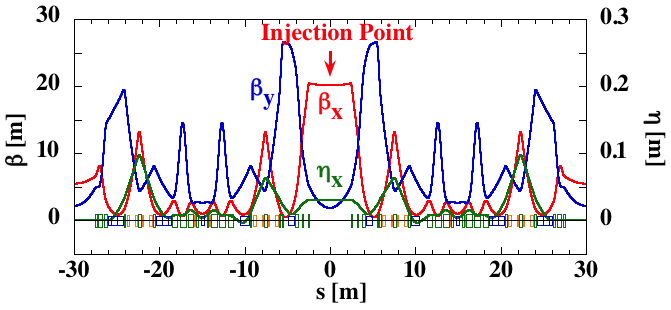 30
0.3
Injection Point
20
βy
βx
0.2
β [m]
η [m]
10
ηx
0.1
0
0
-30
-20
-10
0
10
20
30
s [m]